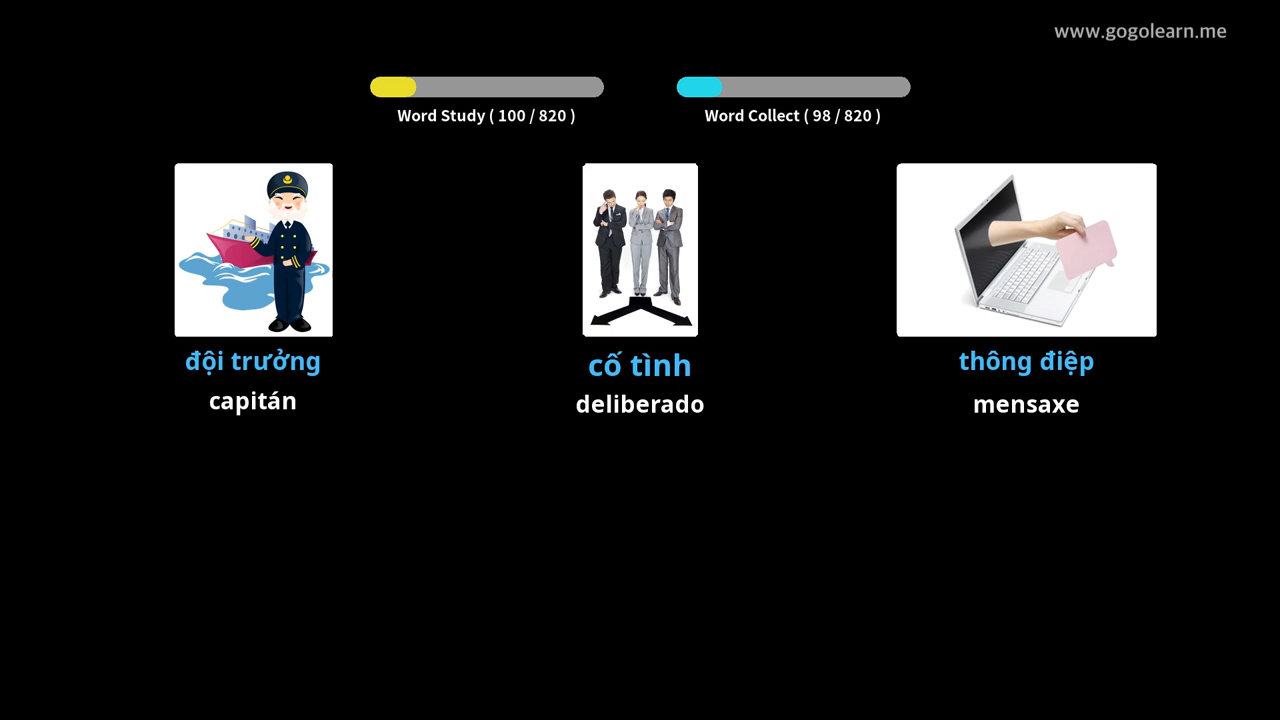 www.gogolearn.me
Word Study ( 100 / 820 )
Word Collect ( 98 / 820 )
đội trưởng
cố tình
thông điệp
capitán
deliberado
mensaxe